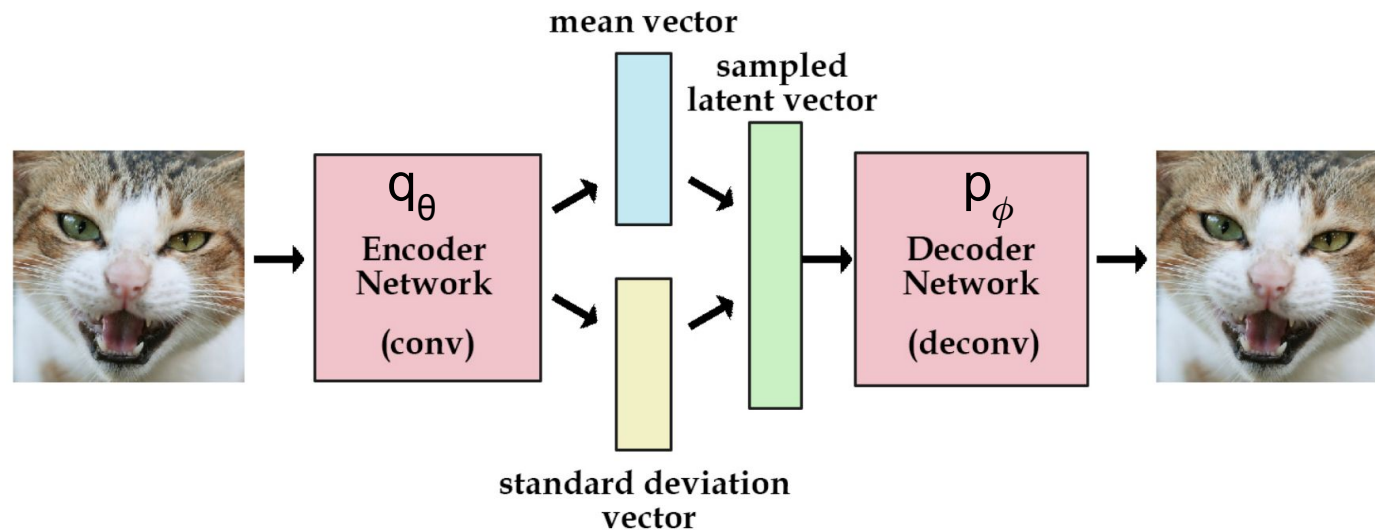 mean vector
sampled
latent vector
qθ
Encoder
Network
(conv)
pϕ
Decoder
Network
(deconv)
standard deviation
vector